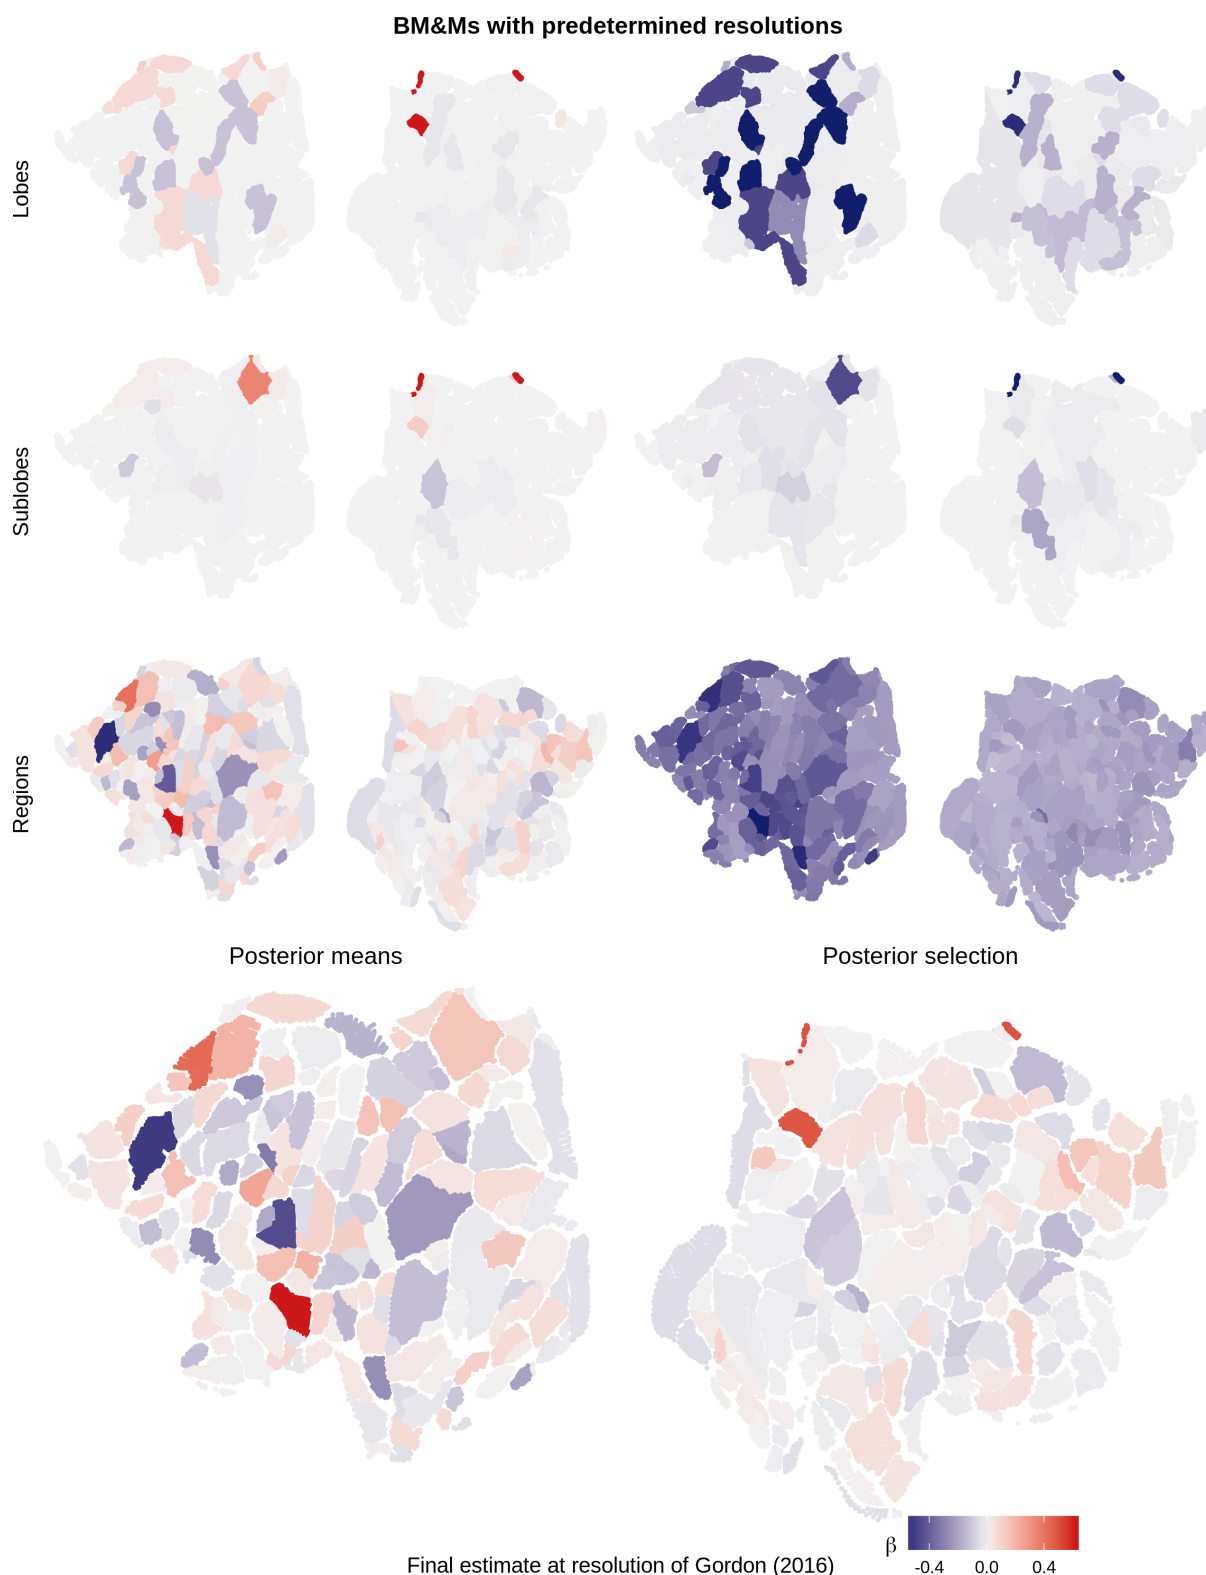 BM&Ms with predetermined resolutions
Lobes
Sublobes
Regions
Posterior means
Posterior selection
β
-0.4 0.0 0.4
Final estimate at resolution of Gordon (2016)